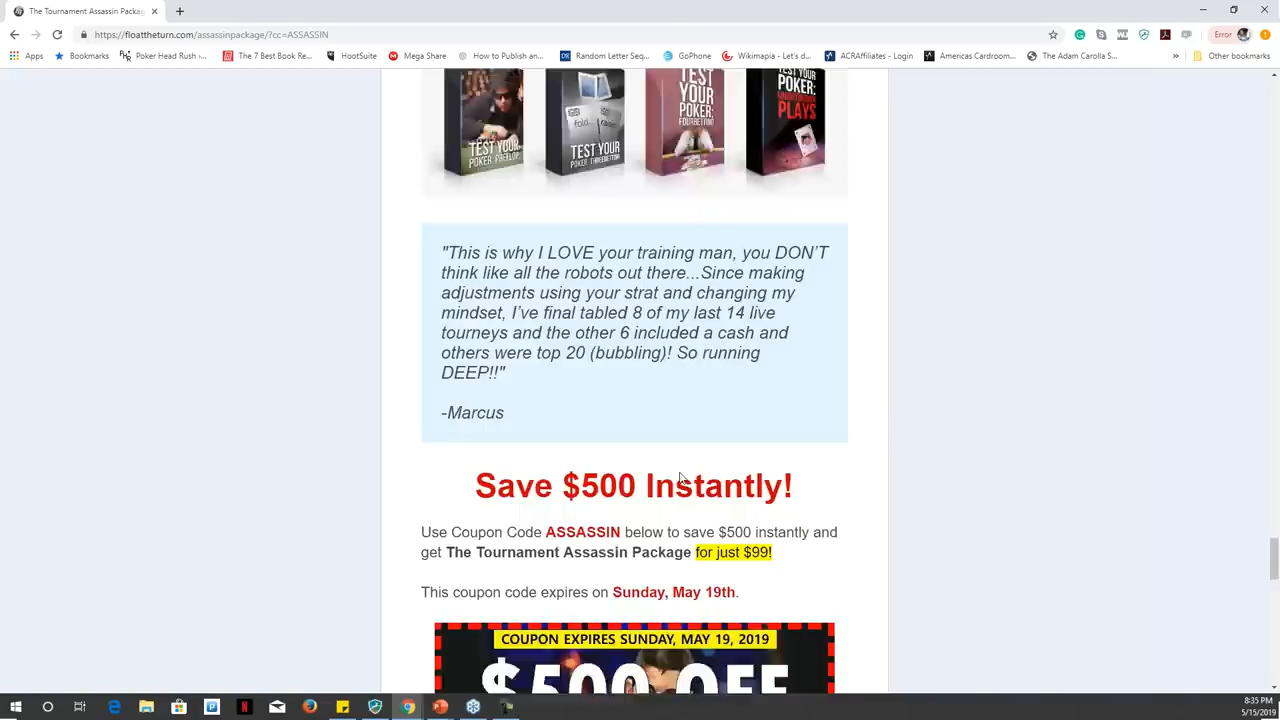 The Tournament Assassin Packag
https://floattheturn.com/assassinpackage/?cc=ASSASSIN
Error
Apps
Bookmarks
Poker Head Rush –...
The 7 Best Book Re...
HootSuite
Mega Share
How to Publish an...
Random Letter Seq...
GoPhone
Wikimapia - Let's d...
ACRAffiliates - Login
Americas Cardroom...
The Adam Carolla S...
»
Other bookmarks
TEST YOUR
POKER: PREFLOP
fold...
TEST YOUR
POKER: THREEBETTING
TEST
YOUR
POKER:
FOURBETTING
TEST YOUR
POKER:
PLAYS
"This is why I LOVE your training man, you DON'T
think like all the robots out there...Since making
adjustments using your strat and changing my
mindset, I've final tabled 8 of my last 14 live
tourneys and the other 6 included a cash and
others were top 20 (bubbling)! So running
DEEP!!"
-Marcus
Save $500 Instantly!
Use Coupon Code ASSASSIN below to save $500 instantly and
get The Tournament Assassin Package for just $99!
This coupon code expires on Sunday, May 19th.
COUPON EXPIRES SUNDAY, MAY 19, 2019
$500 OFF
8:35 PM
5/15/2019